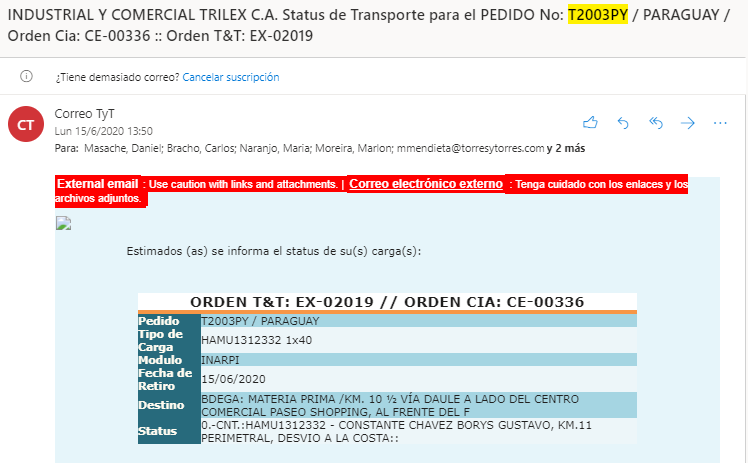 INDUSTRIAL Y COMERCIAL TRILEX C.A. Status de Transporte para el PEDIDO No: T2003PY / PARAGUAY /
Orden Cia: CE-00336 :: Orden T&T: EX-02019
¿Tiene demasiado correo? Cancelar suscripción
CT
Correo TyT
Lun 15/6/2020 13:50
Para: Masache, Daniel; Bracho, Carlos; Naranjo, Maria; Moreira, Marlon; mmendieta@torresytorres.com y 2 más
External email : Use caution with links and attachments. | Correo electrónico externo : Tenga cuidado con los enlaces y los
archivos adjuntos.
Estimados (as) se informa el status de su(s) carga(s):
ORDEN T&T: EX-02019 // ORDEN CIA: CE-00336
Pedido T2003PY / PARAGUAY
Tipo de
Carga HAMU1312332 1x40
Modulo INARPI
Fecha de
Retiro 15/06/2020
Destino BDEGA: MATERIA PRIMA /KM. 10 ½ VÍA DAULE A LADO DEL CENTRO
COMERCIAL PASEO SHOPPING, AL FRENTE DEL F
Status 0.-CNT.:HAMU1312332 - CONSTANTE CHAVEZ BORYS GUSTAVO, KM.11
PERIMETRAL, DESVIO A LA COSTA::